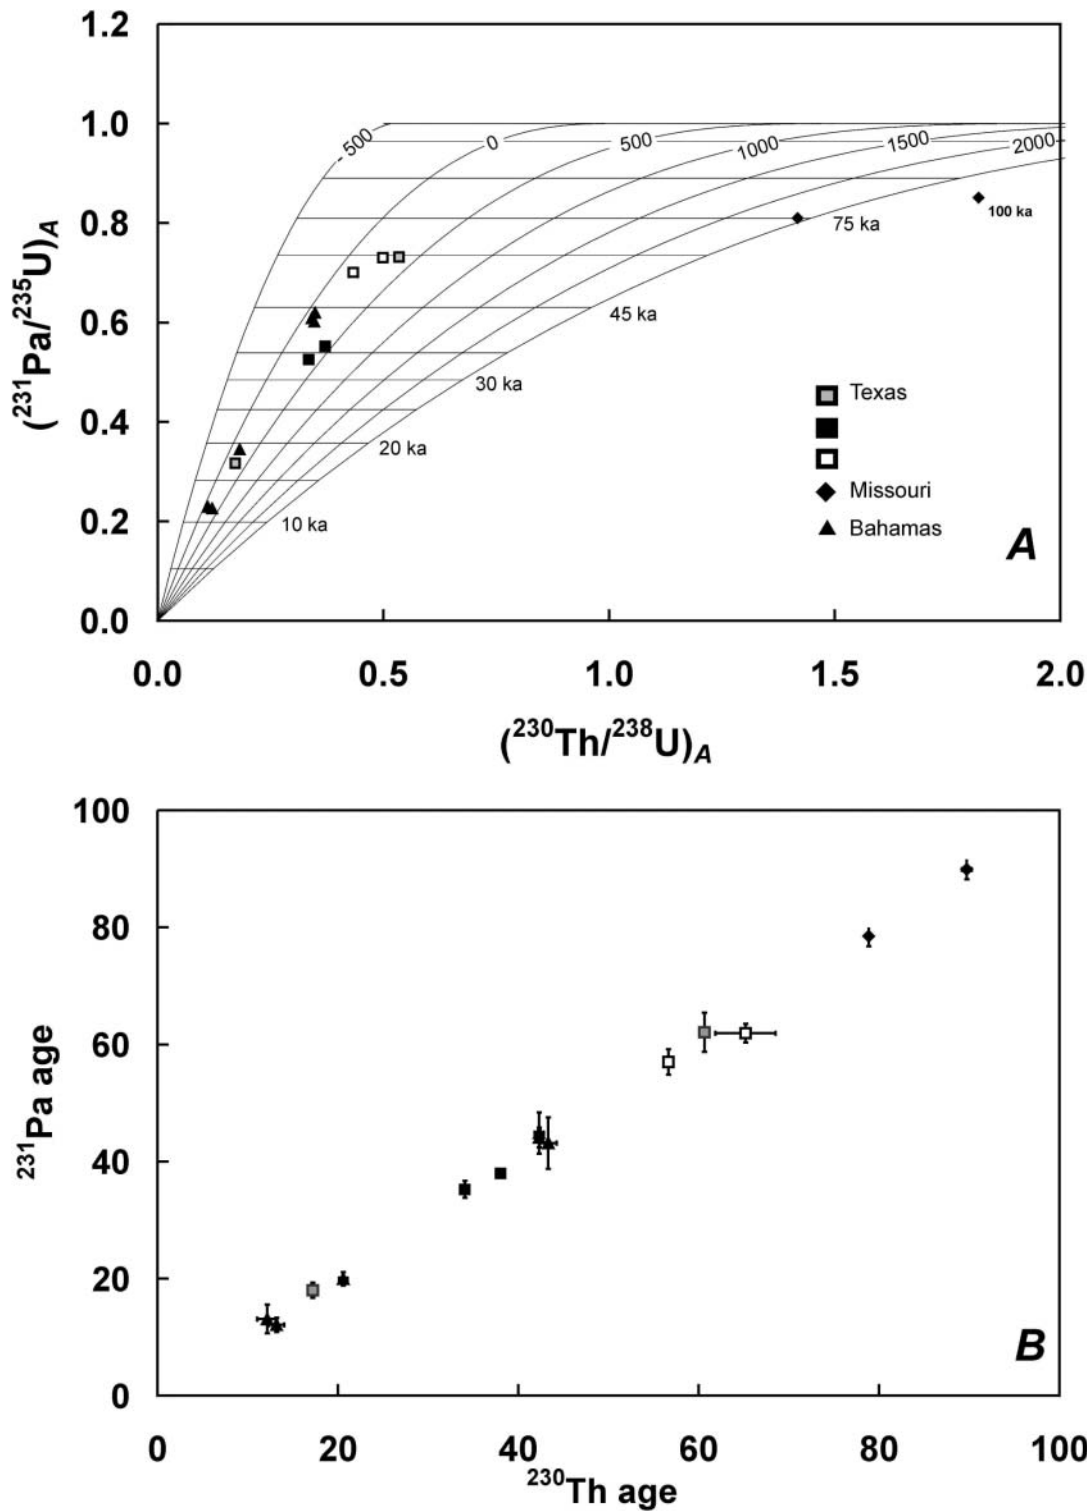 1.2
1.0
0.8
0.6
0.4
0.2
0.0
(²³¹Pa/²³⁵U)A
-500
0
500
1000
1500
2000
100 ka
75 ka
45 ka
30 ka
20 ka
10 ka
Texas
Missouri
Bahamas
A
0.0 0.5 1.0 1.5 2.0
(²³⁰Th/²³⁸U)A
100
80
60
40
20
0
²³¹Pa age
B
0 20 40 60 80 100
²³⁰Th age